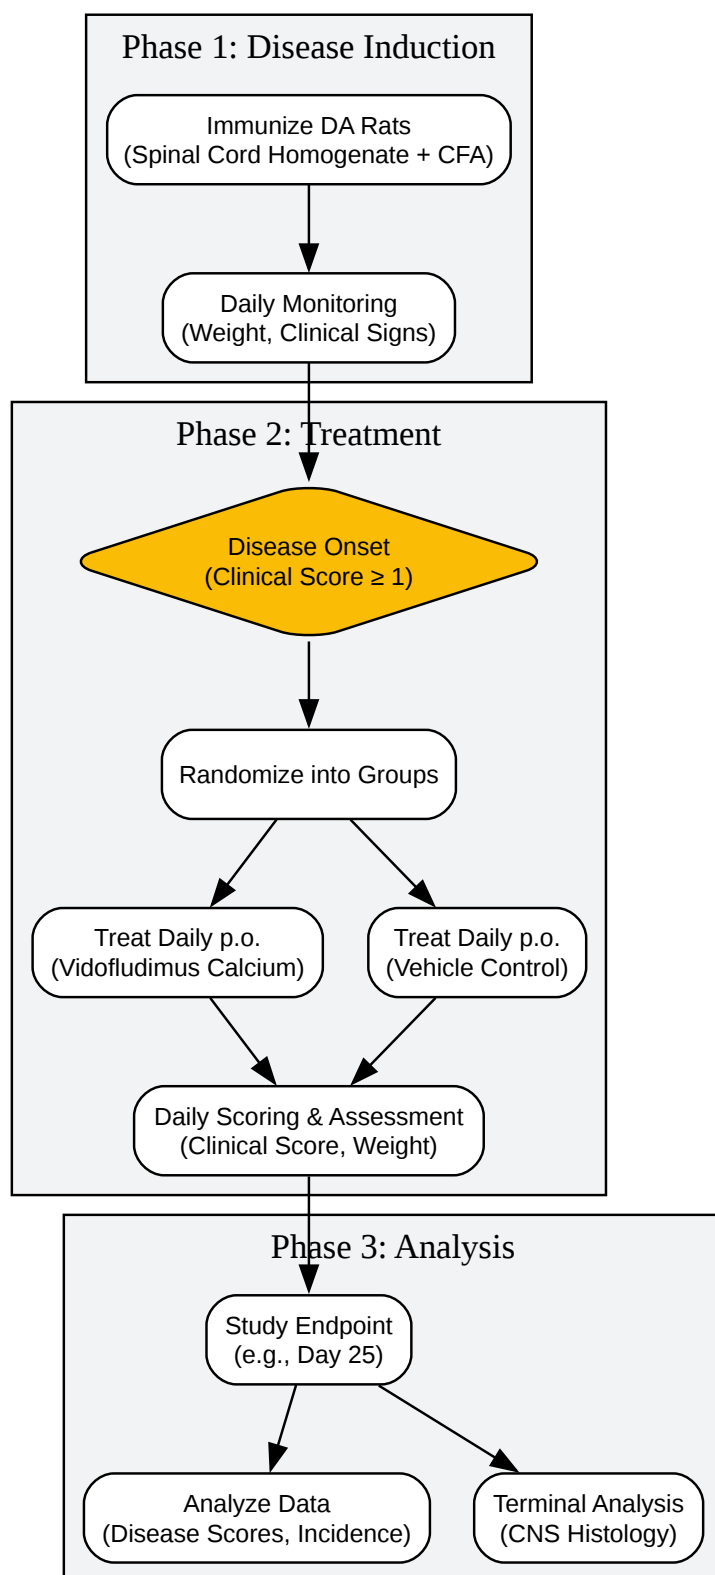 Phase 1: Disease Induction
Immunize DA Rats
(Spinal Cord Homogenate + CFA)
Daily Monitoring
(Weight, Clinical Signs)
Phase 2: Treatment
Disease Onset
(Clinical Score ≥ 1)
Randomize into Groups
Treat Daily p.o.
(Vidofludimus Calcium)
Treat Daily p.o.
(Vehicle Control)
Daily Scoring & Assessment
(Clinical Score, Weight)
Phase 3: Analysis
Study Endpoint
(e.g., Day 25)
Analyze Data
(Disease Scores, Incidence)
Terminal Analysis
(CNS Histology)